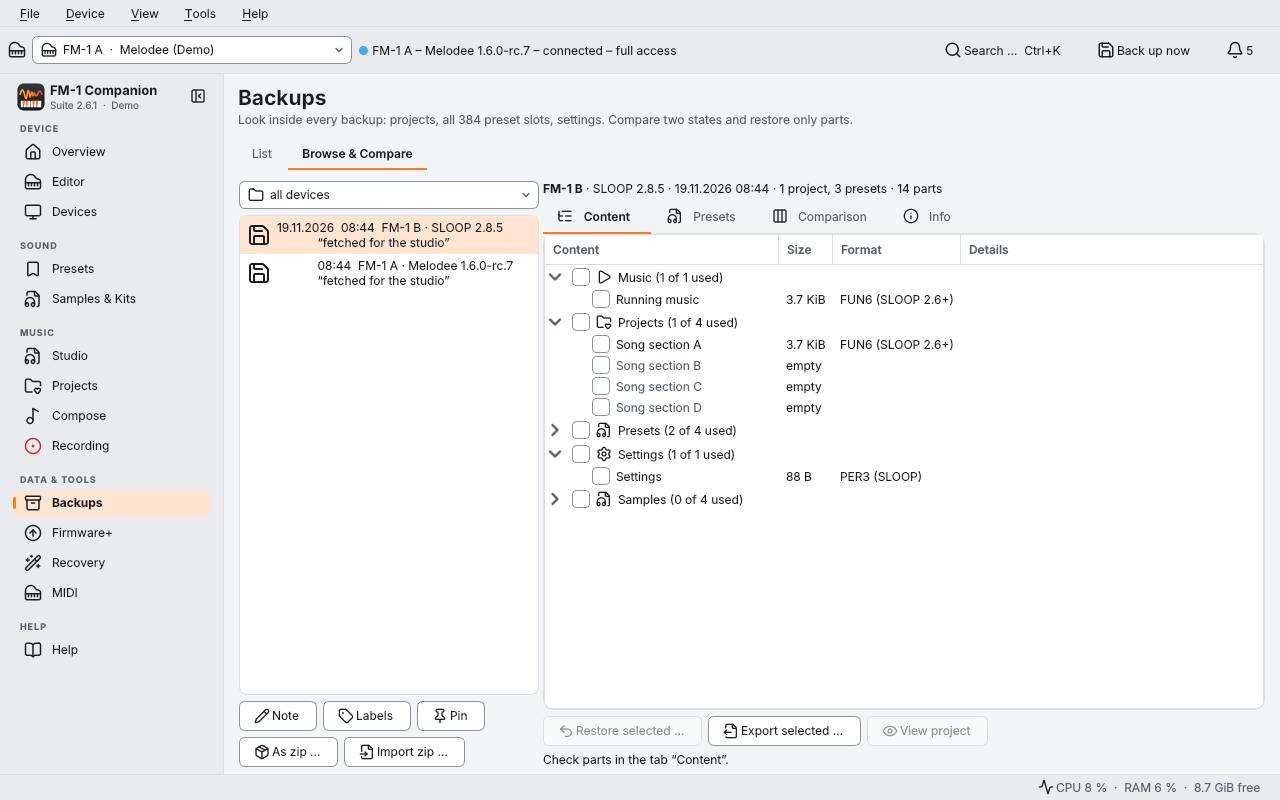 File Device View Tools Help
FM-1 A · Melodee (Demo)
FM-1 A – Melodee 1.6.0-rc.7 – connected – full access
Search ... Ctrl+K
Back up now
5
FM-1 Companion
Suite 2.6.1 · Demo
DEVICE
Overview
Editor
Devices
SOUND
Presets
Samples & Kits
MUSIC
Studio
Projects
Compose
Recording
DATA & TOOLS
Backups
Firmware+
Recovery
MIDI
HELP
Help
Backups
Look inside every backup: projects, all 384 preset slots, settings. Compare two states and restore only parts.
List Browse & Compare
all devices
19.11.2026 08:44 FM-1 B · SLOOP 2.8.5
“fetched for the studio”
08:44 FM-1 A · Melodee 1.6.0-rc.7
“fetched for the studio”
Note Labels Pin
As zip ... Import zip ...
FM-1 B · SLOOP 2.8.5 · 19.11.2026 08:44 · 1 project, 3 presets · 14 parts
Content Presets Comparison Info
Content Size Format Details
Music (1 of 1 used)
Running music 3.7 KiB FUN6 (SLOOP 2.6+)
Projects (1 of 4 used)
Song section A 3.7 KiB FUN6 (SLOOP 2.6+)
Song section B empty
Song section C empty
Song section D empty
Presets (2 of 4 used)
Settings (1 of 1 used)
Settings 88 B PER3 (SLOOP)
Samples (0 of 4 used)
Restore selected ... Export selected ... View project
Check parts in the tab “Content”.
CPU 8 % · RAM 6 % · 8.7 GiB free